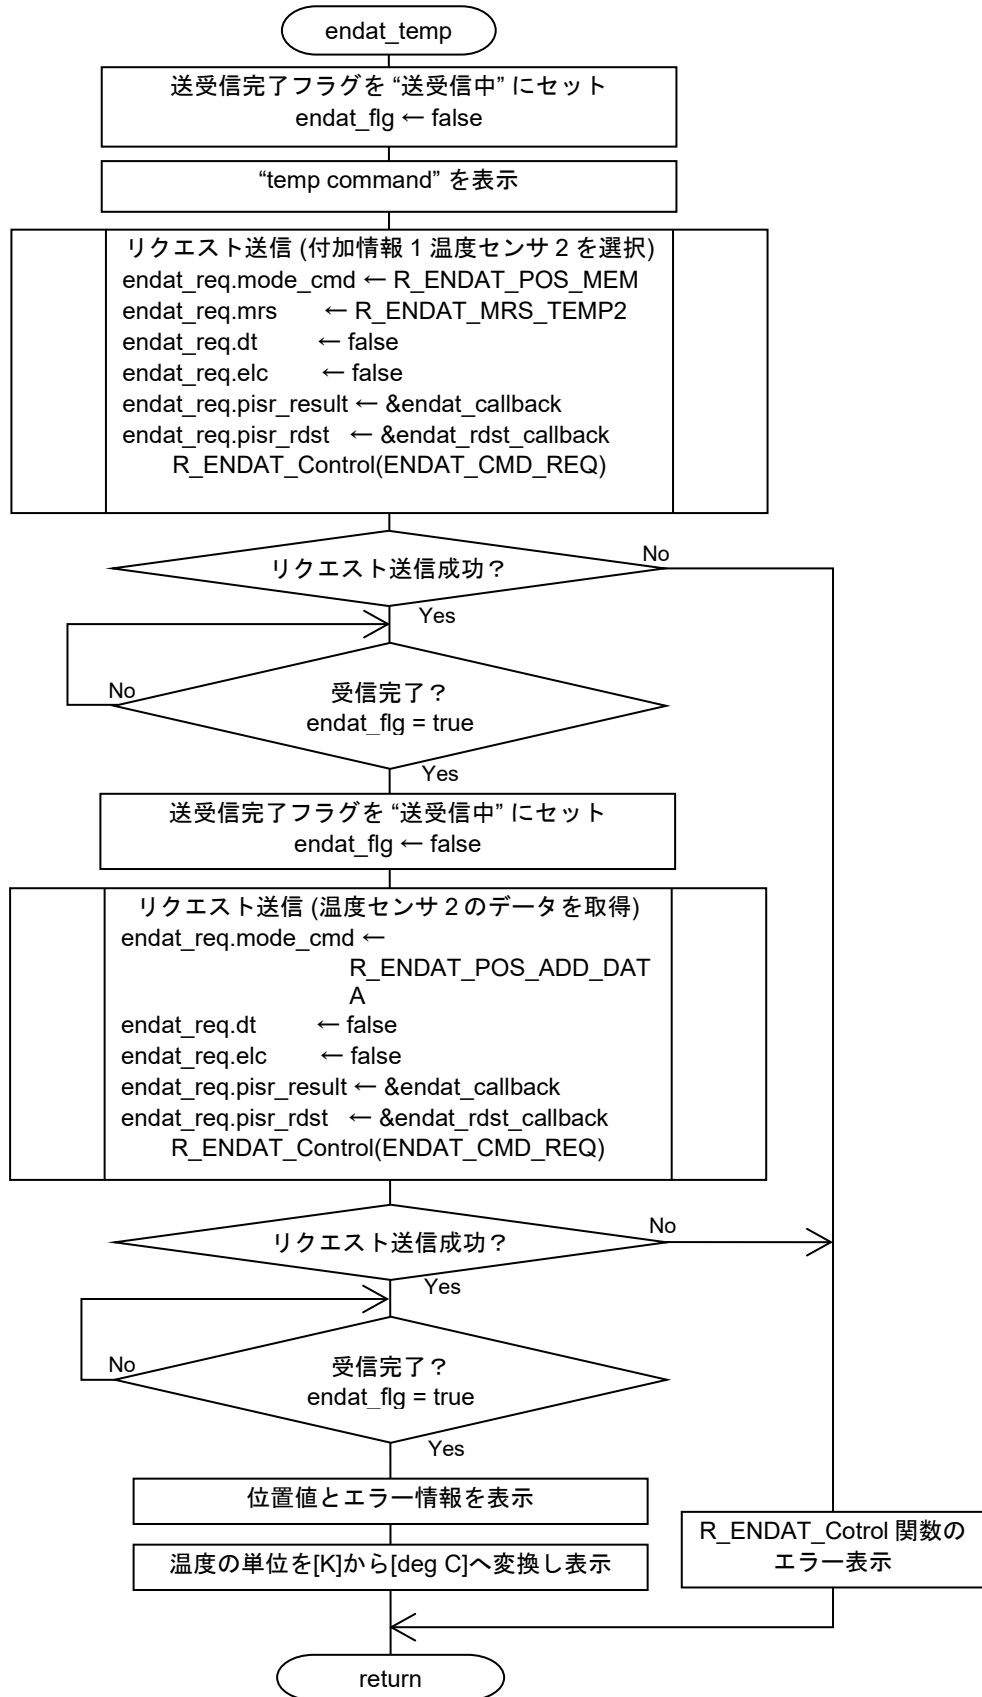 endat_temp
送受信完了フラグを “送受信中” にセット
endat_flg ← false
“temp command” を表示
リクエスト送信 (付加情報 1 温度センサ 2 を選択)
endat_req.mode_cmd ← R_ENDAT_POS_MEM
endat_req.mrs ← R_ENDAT_MRS_TEMP2
endat_req.dt ← false
endat_req.elc ← false
endat_req.pisr_result ← &endat_callback
endat_req.pisr_rdst ← &endat_rdst_callback
R_ENDAT_Control(ENDAT_CMD_REQ)
リクエスト送信成功？
No
Yes
受信完了？
No
endat_flg = true
Yes
送受信完了フラグを “送受信中” にセット
endat_flg ← false
リクエスト送信 (温度センサ 2 のデータを取得)
endat_req.mode_cmd ←
R_ENDAT_POS_ADD_DAT
A
endat_req.dt ← false
endat_req.elc ← false
endat_req.pisr_result ← &endat_callback
endat_req.pisr_rdst ← &endat_rdst_callback
R_ENDAT_Control(ENDAT_CMD_REQ)
リクエスト送信成功？
No
Yes
受信完了？
No
endat_flg = true
Yes
位置値とエラー情報を表示
R_ENDAT_Cotrol 関数の
エラー表示
温度の単位を[K]から[deg C]へ変換し表示
return